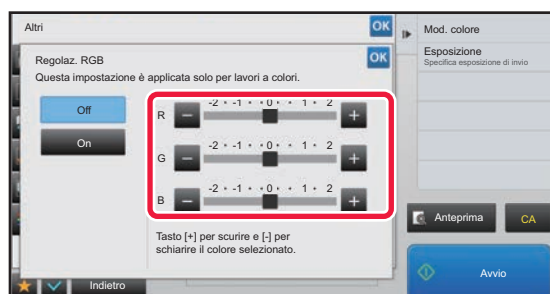 Altri
OK
Regolaz. RGB
OK
Questa impostazione è applicata solo per lavori a colori.
Off
On
R
-2 • -1 • • 0 • • 1 • 2
G
-2 • -1 • • 0 • • 1 • 2
B
-2 • -1 • • 0 • • 1 • 2
Tasto [+] per scurire e [-] per
schiarire il colore selezionato.
Indietro
Mod. colore
Esposizione
Specifica esposizione di invio
Anteprima
CA
Avvio